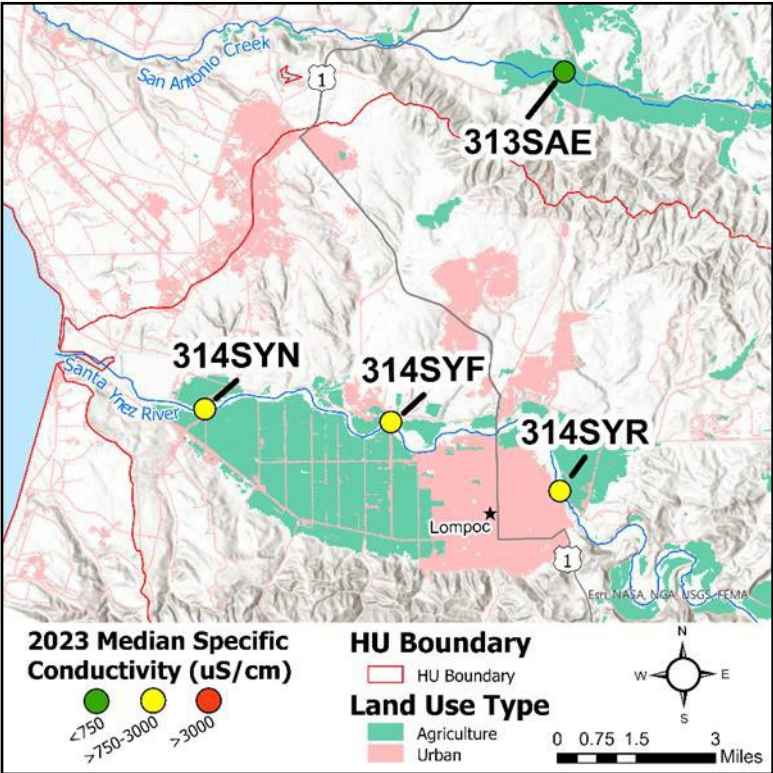 San Antonio Creek
1
313SAE
314SYN
314SYF
Santa Ynez River
314SYR
Lompoc
1
Esri, NASA, NGA, USGS, FEMA
2023 Median Specific
Conductivity (uS/cm)
<750
>750-3000
>3000
HU Boundary
HU Boundary
Land Use Type
Agriculture
Urban
N
W
E
S
0 0.75 1.5 3
Miles